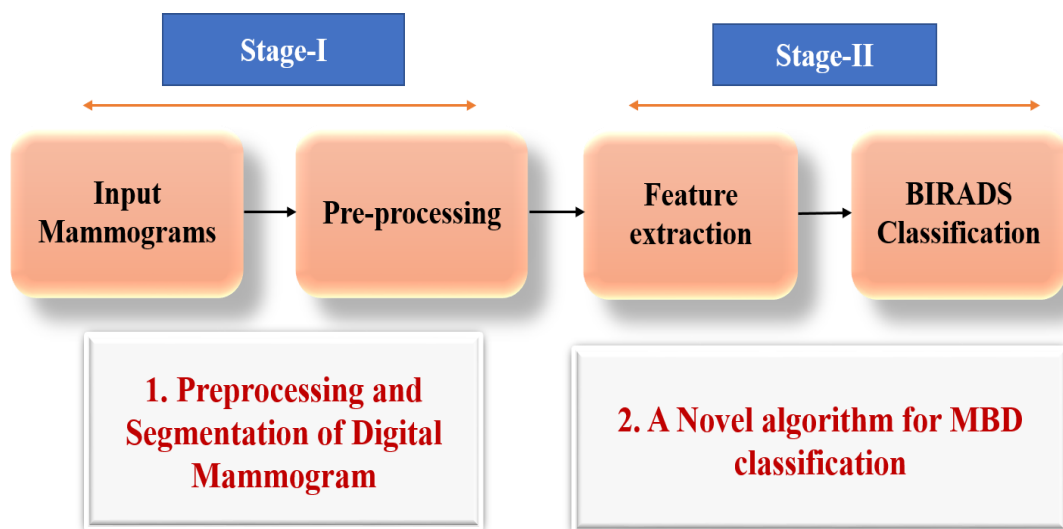 Stage-I
Stage-II
Input
Mammograms
Pre-processing
Feature
extraction
BIRADS
Classification
1. Preprocessing and
Segmentation of Digital
Mammogram
2. A Novel algorithm for MBD
classification